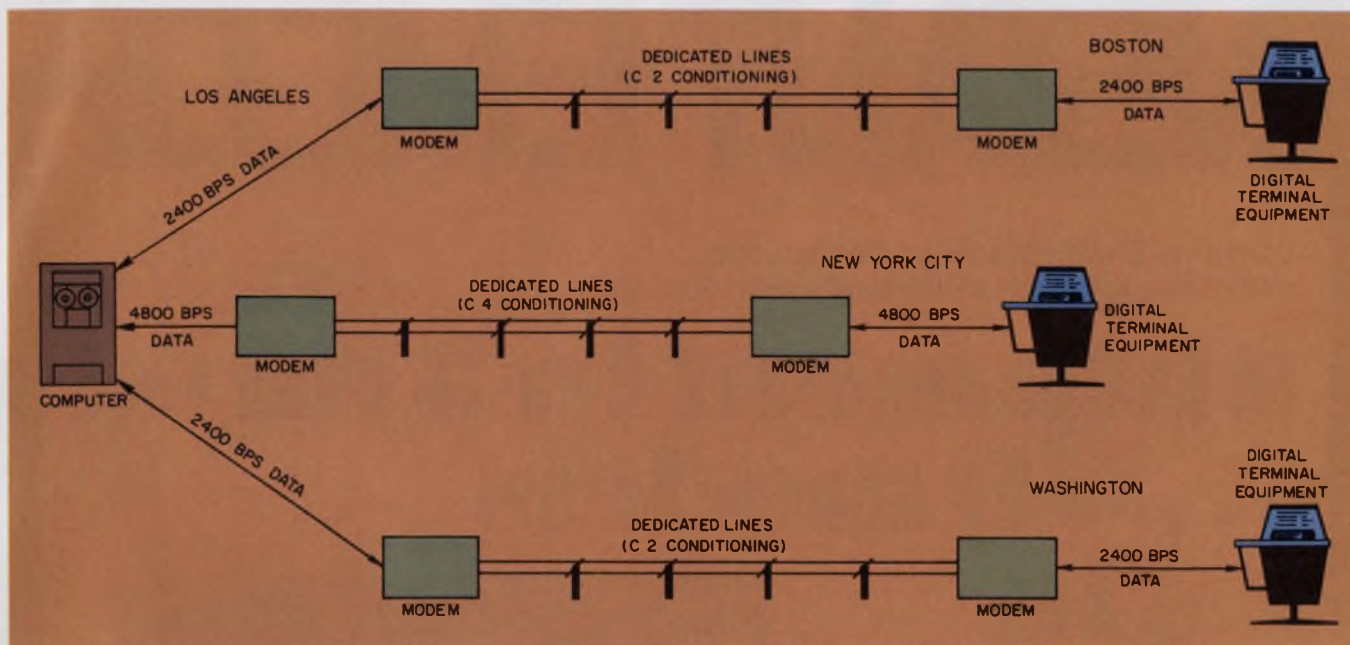 LOS ANGELES
DEDICATED LINES
(C 2 CONDITIONING)
BOSTON
2400 BPS
DATA
MODEM
MODEM
DIGITAL
TERMINAL
EQUIPMENT
2400 BPS DATA
NEW YORK CITY
DEDICATED LINES
(C 4 CONDITIONING)
4800 BPS
DATA
4800 BPS
DATA
MODEM
MODEM
DIGITAL
TERMINAL
EQUIPMENT
COMPUTER
2400 BPS DATA
WASHINGTON
DIGITAL
TERMINAL
EQUIPMENT
DEDICATED LINES
(C 2 CONDITIONING)
2400 BPS
DATA
MODEM
MODEM